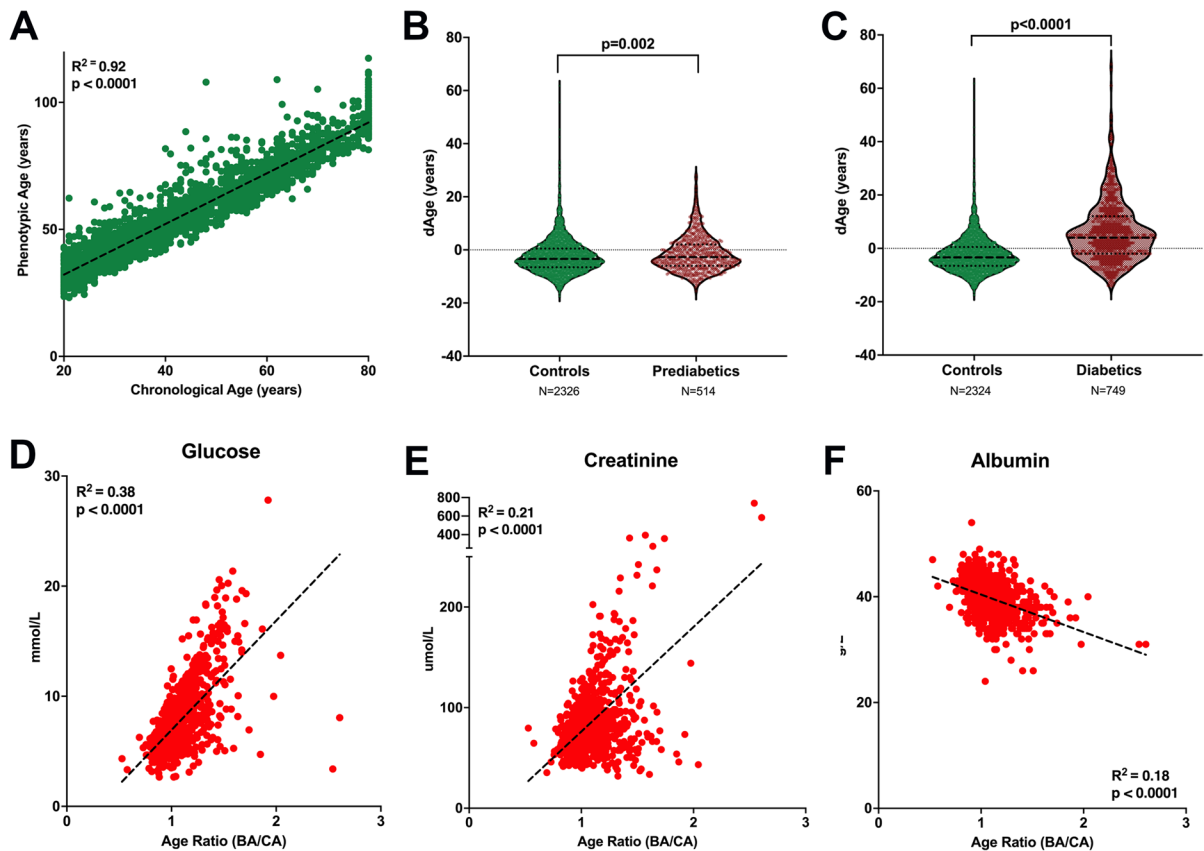 A
R² = 0.92
p < 0.0001
Phenotypic Age (years)
100
50
0
20
40
60
80
Chronological Age (years)
B
p=0.002
dAge (years)
80
60
40
20
0
-20
-40
Controls
Prediabetics
N=2326
N=514
C
p<0.0001
dAge (years)
80
60
40
20
0
-20
-40
Controls
Diabetics
N=2324
N=749
D
Glucose
R² = 0.38
p < 0.0001
mmol/L
30
20
10
0
0
1
2
3
Age Ratio (BA/CA)
E
Creatinine
R² = 0.21
p < 0.0001
umol/L
800
600
400
200
100
0
0
1
2
3
Age Ratio (BA/CA)
F
Albumin
60
40
20
0
0
1
2
3
R² = 0.18
p < 0.0001
Age Ratio (BA/CA)